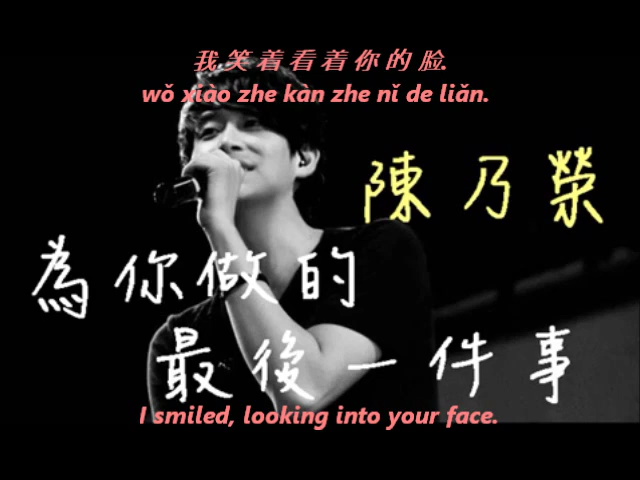 我笑着看着你的脸.
wǒ xiào zhe kàn zhe nǐ de liǎn.
陳乃榮
為你做的
最後一件事
I smiled, looking into your face.